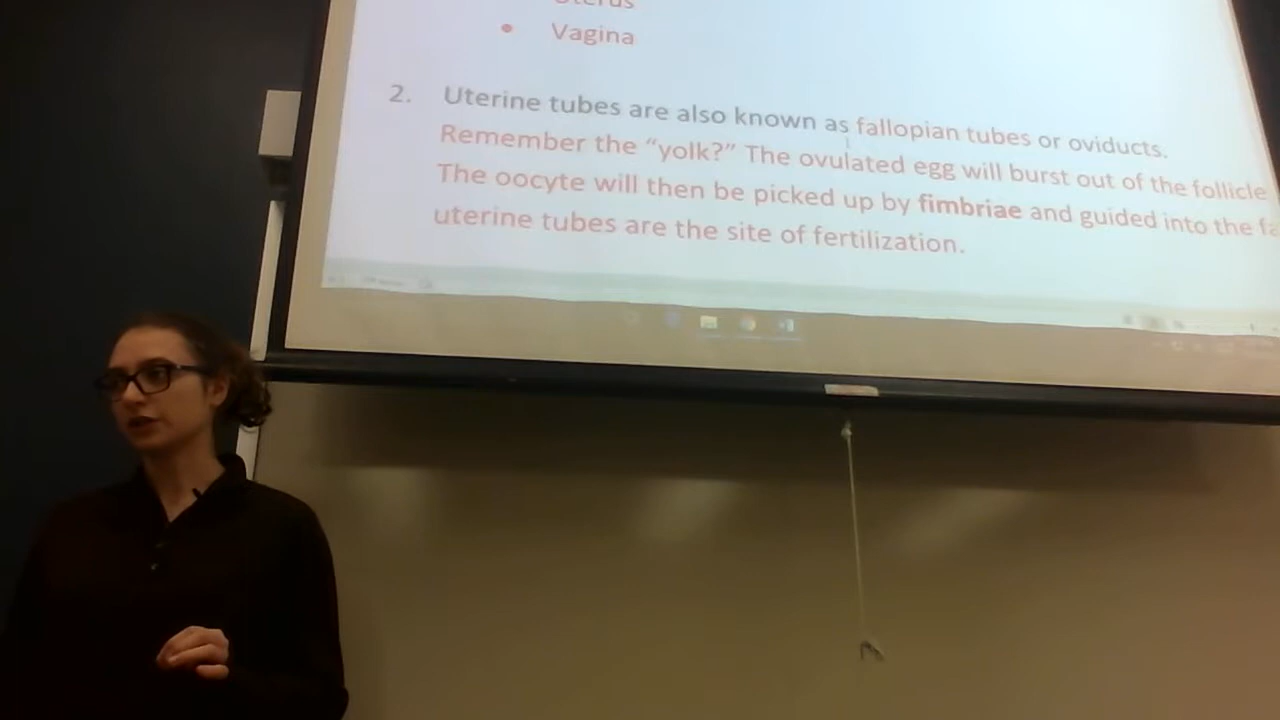 Uterus
• Vagina
2. Uterine tubes are also known as fallopian tubes or oviducts.
Remember the “yolk?” The ovulated egg will burst out of the follicle
The oocyte will then be picked up by fimbriae and guided into the fa
uterine tubes are the site of fertilization.